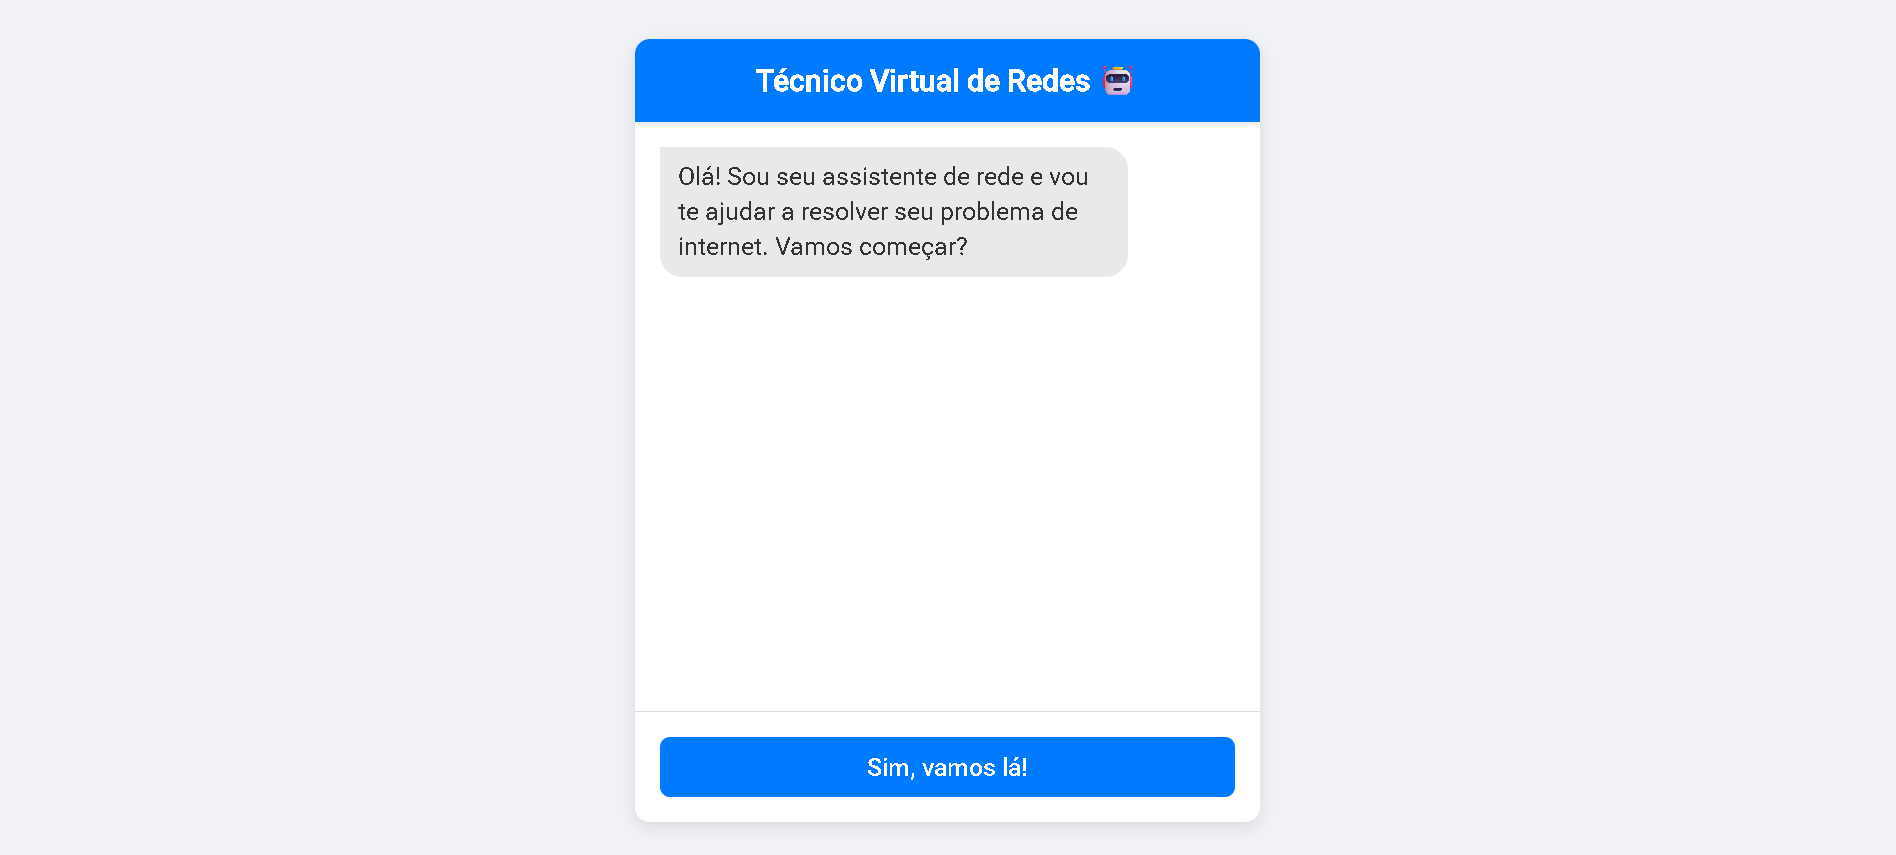 Técnico Virtual de Redes 🤖
Olá! Sou seu assistente de rede e vou
te ajudar a resolver seu problema de
internet. Vamos começar?
Sim, vamos lá!